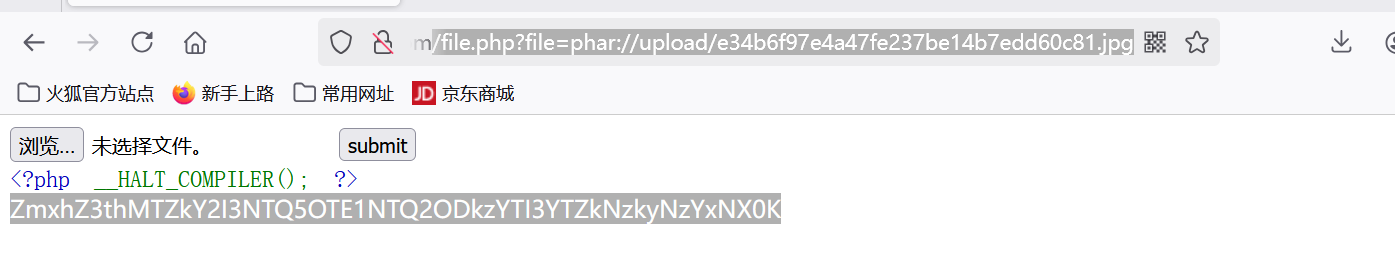 m/file.php?file=phar://upload/e34b6f97e4a47fe237be14b7edd60c81.jpg
火狐官方站点 新手上路 常用网址 JD 京东商城
浏览... 未选择文件。 submit
<?php __HALT_COMPILER(); ?>
ZmxhZ3thMTZkY2I3NTQ5OTE1NTQ2ODkzYTI3YTZkNzkyNzYxNX0K